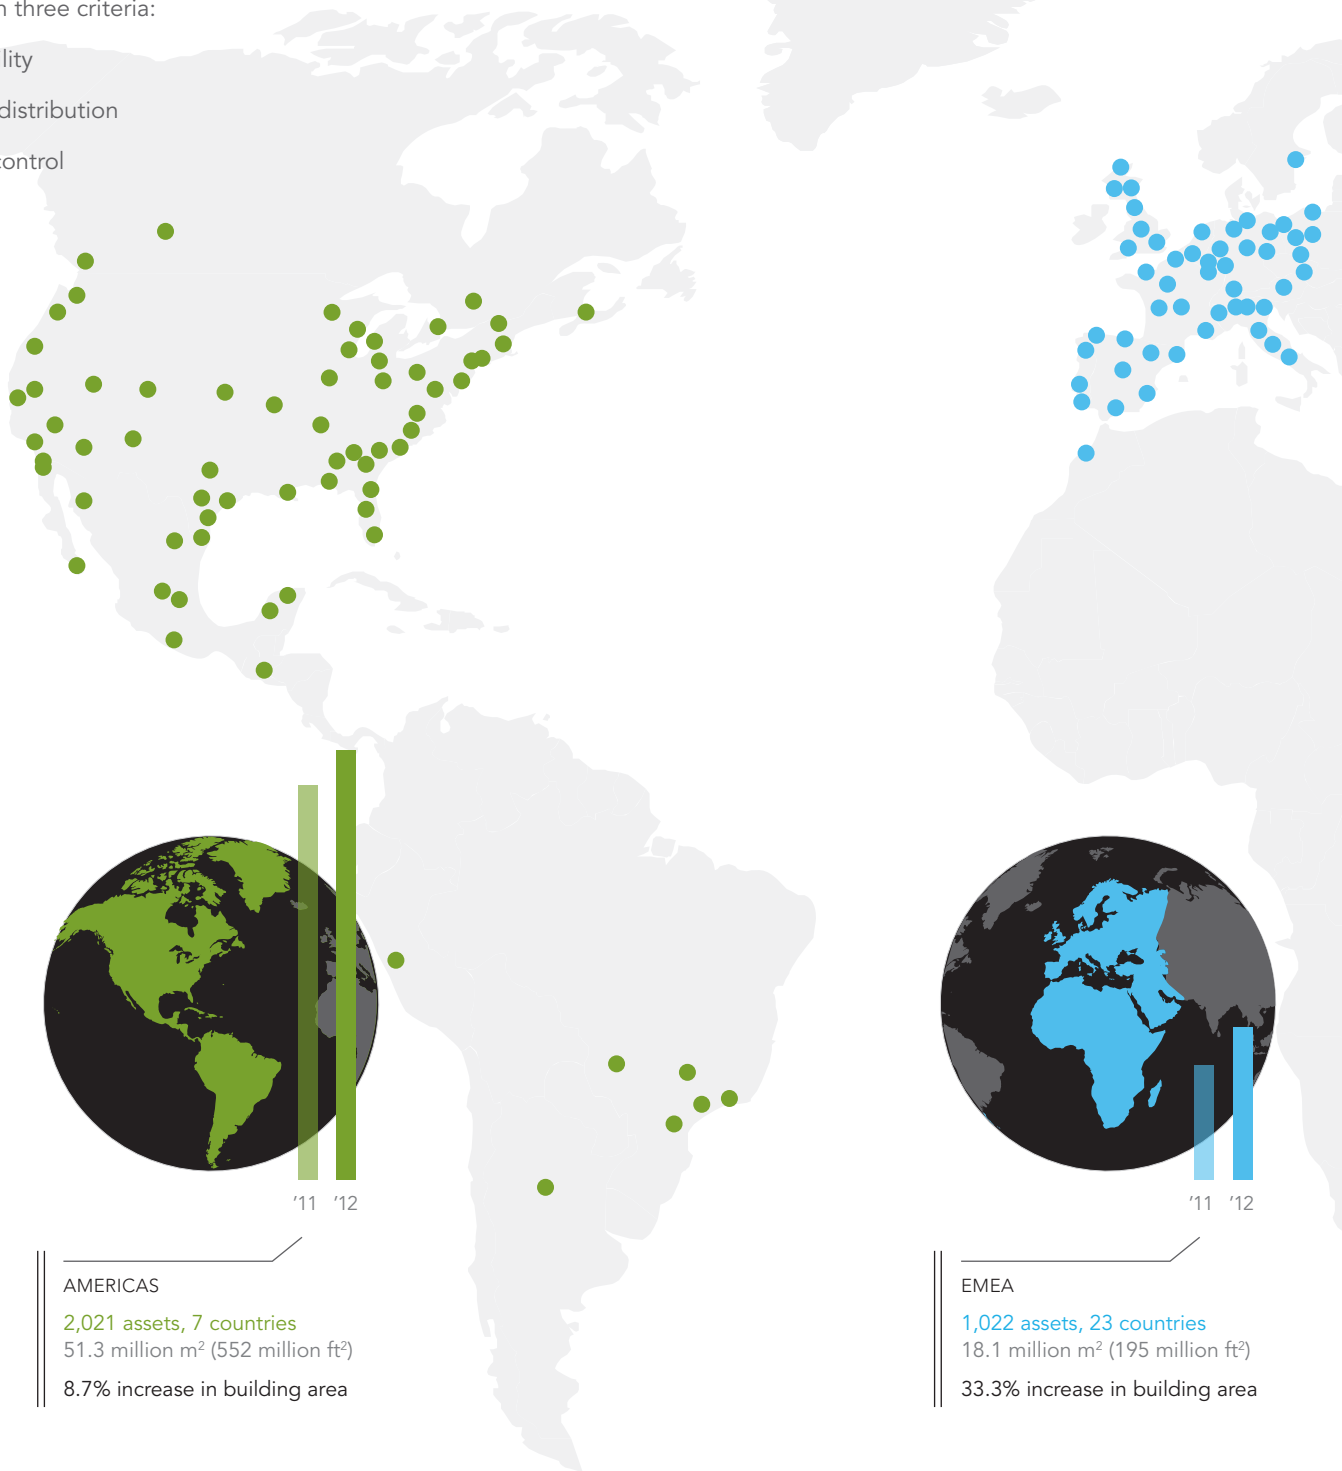 three criteria:
distribution
control
’11 ’12
AMERICAS
2,021 assets, 7 countries
51.3 million m² (552 million ft²)
8.7% increase in building area
’11 ’12
EMEA
1,022 assets, 23 countries
18.1 million m² (195 million ft²)
33.3% increase in building area